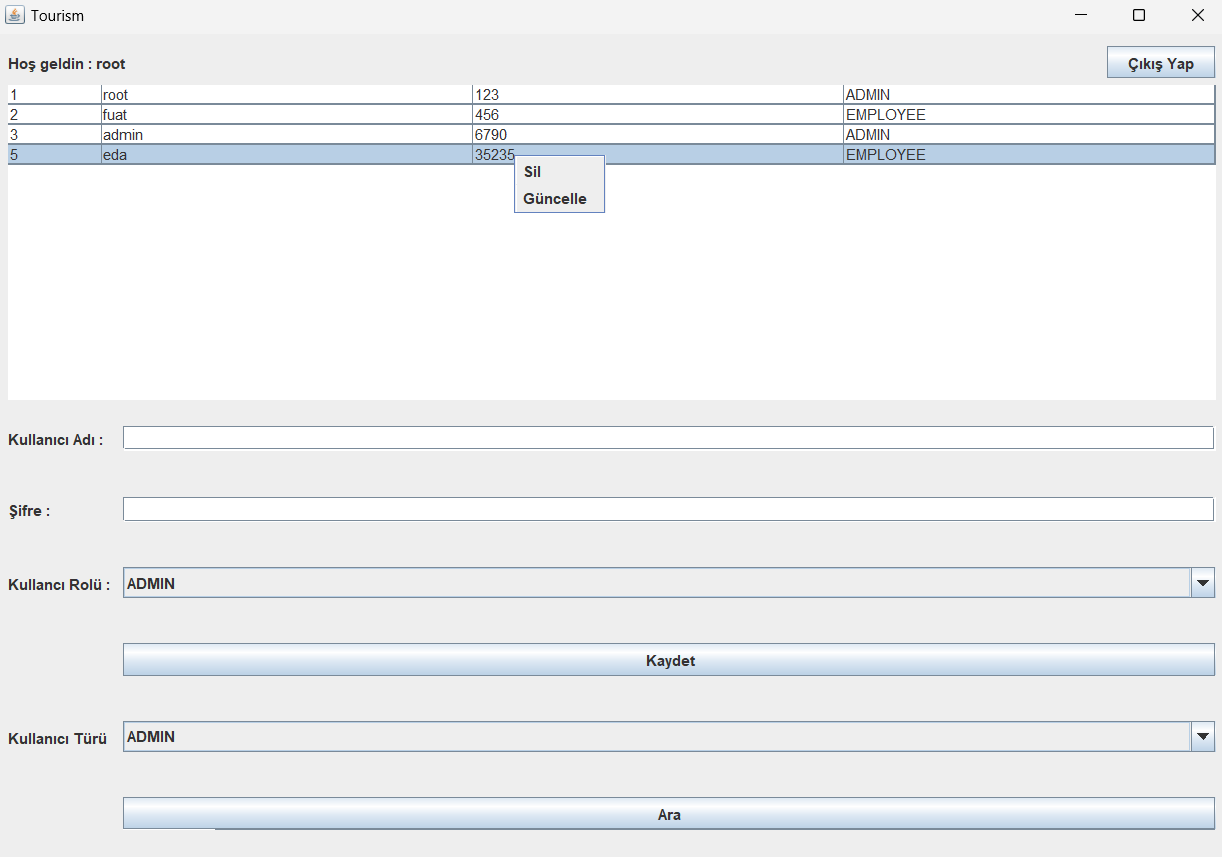 Tourism
Hoş geldin : root
Çıkış Yap
1 root 123 ADMIN
2 fuat 456 EMPLOYEE
3 admin 6790 ADMIN
5 eda 35235 EMPLOYEE
Sil
Güncelle
Kullanıcı Adı :
Şifre :
Kullancı Rolü : ADMIN
Kaydet
Kullanıcı Türü ADMIN
Ara